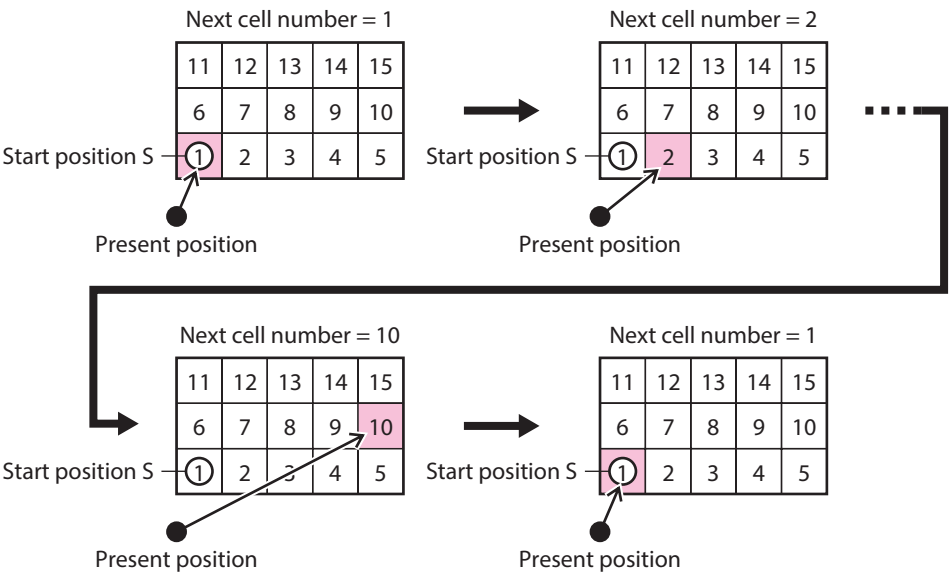 Next cell number = 1
11 12 13 14 15
6 7 8 9 10
Start position S 1 2 3 4 5
Present position
Next cell number = 2
11 12 13 14 15
6 7 8 9 10
Start position S 1 2 3 4 5
Present position
Next cell number = 10
11 12 13 14 15
6 7 8 9 10
Start position S 1 2 3 4 5
Present position
Next cell number = 1
11 12 13 14 15
6 7 8 9 10
Start position S 1 2 3 4 5
Present position